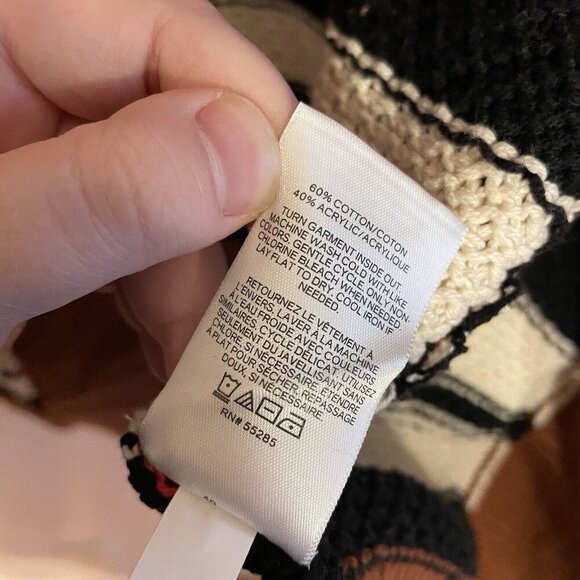 60% COTTON/COTON
40% ACRYLIC/ACRYLIQUE
TURN GARMENT INSIDE OUT.
MACHINE WASH COLD WITH LIKE
COLORS, GENTLE CYCLE. ONLY NON-
CHLORINE BLEACH WHEN NEEDED.
LAY FLAT TO DRY, COOL IRON IF
NEEDED.
RETOURNEZ LE VÊTEMENT À
L'ENVERS. LAVER À LA MACHINE
À L'EAU FROIDE AVEC COULEURS
SIMILAIRES, CYCLE DÉLICAT. UTILISEZ
SEULEMENT DU JAVELLISANT SANS
CHLORE, SI NÉCESSAIRE. ÉTENDRE
À PLAT POUR SÉCHER, REPASSAGE
DOUX, SI NÉCESSAIRE.
RN# 55285